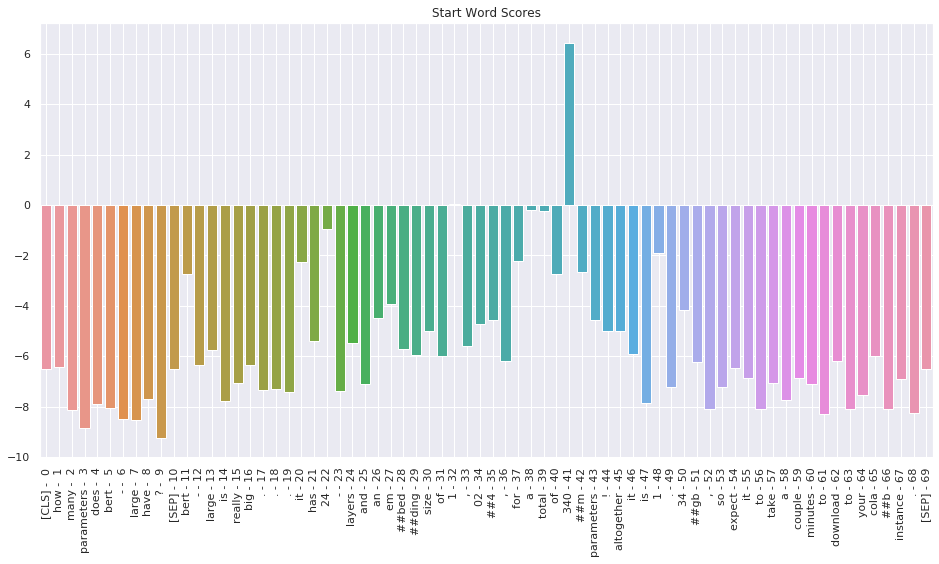 Start Word Scores
6
4
2
0
−2
−4
−6
−8
−10
[CLS] - 0
how - 1
many - 2
parameters - 3
does - 4
bert - 5
- - 6
large - 7
have - 8
? - 9
[SEP] - 10
bert - 11
- - 12
large - 13
is - 14
really - 15
big - 16
. - 17
. - 18
. - 19
it - 20
has - 21
24 - 22
- - 23
layers - 24
and - 25
an - 26
em - 27
##bed - 28
##ding - 29
size - 30
of - 31
1 - 32
, - 33
02 - 34
##4 - 35
, - 36
for - 37
a - 38
total - 39
of - 40
340 - 41
##m - 42
parameters - 43
! - 44
altogether - 45
it - 46
is - 47
1 - 48
. - 49
34 - 50
##gb - 51
, - 52
so - 53
expect - 54
it - 55
to - 56
take - 57
a - 58
couple - 59
minutes - 60
to - 61
download - 62
to - 63
your - 64
cola - 65
##b - 66
instance - 67
. - 68
[SEP] - 69